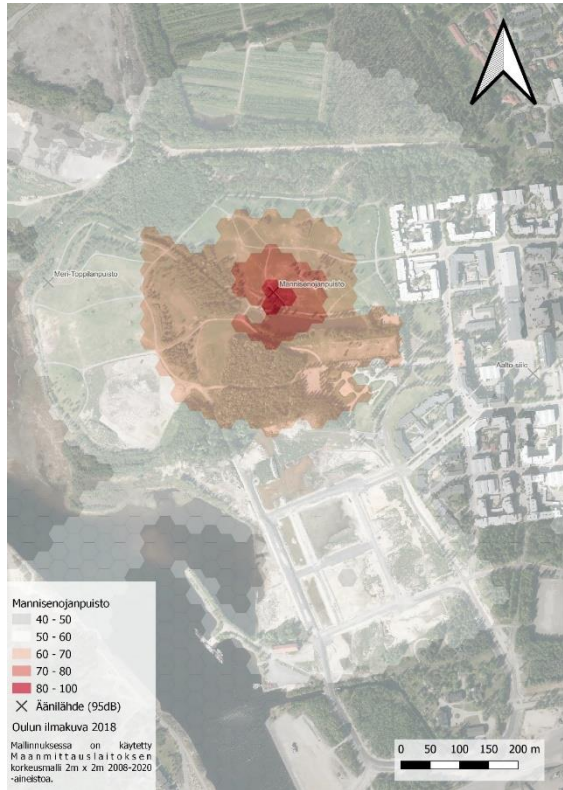 Meri-Toppilanpuisto
Mannisenojanpuisto
Aalto-siilo
Mannisenojanpuisto
40 - 50
50 - 60
60 - 70
70 - 80
80 - 100
Äänilähde (95dB)
Oulun ilmakuva 2018
Mallinnuksessa on käytetty
Maanmittauslaitoksen
korkeusmalli 2m x 2m 2008-2020
-aineistoa.
0 50 100 150 200 m